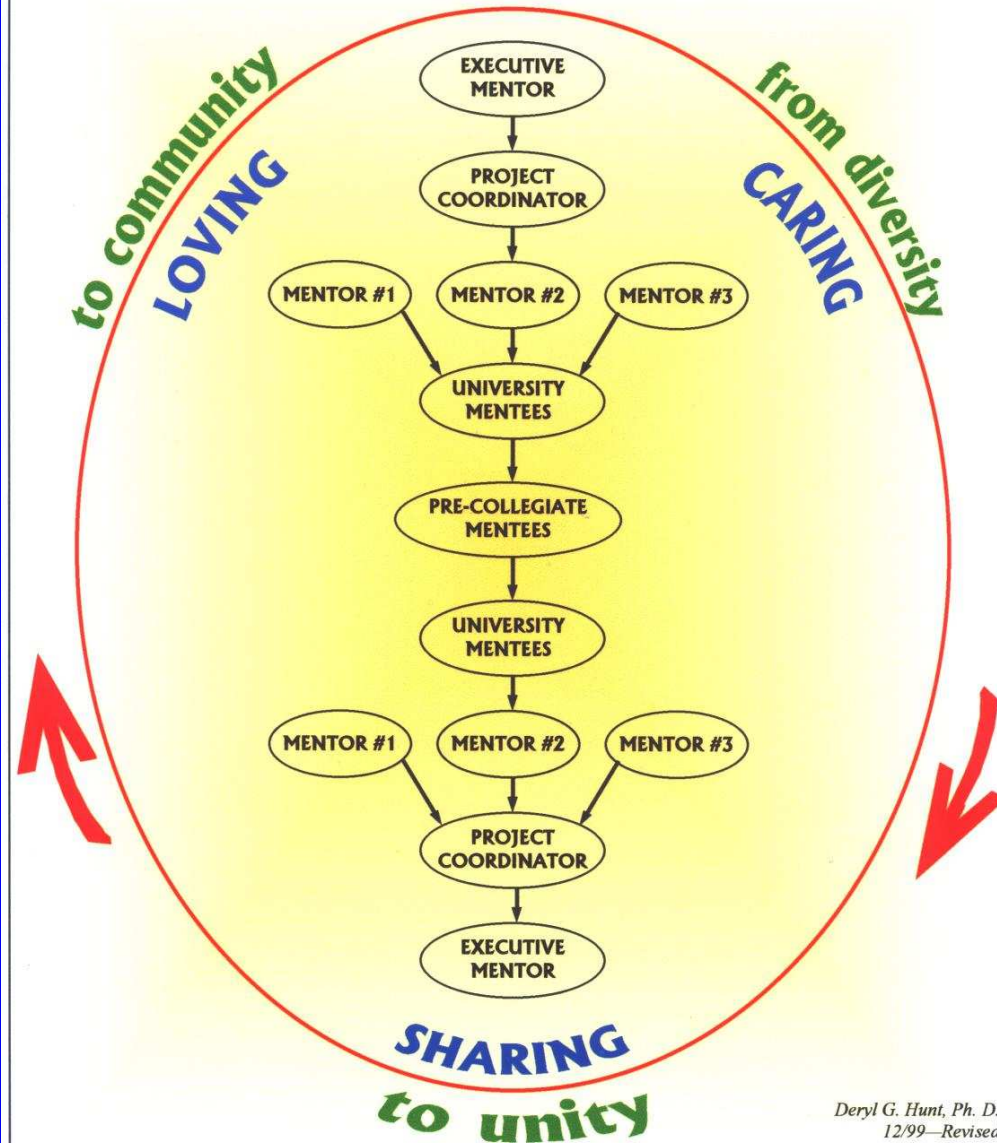 to community
from diversity
LOVING
CARING
EXECUTIVE
MENTOR
PROJECT
COORDINATOR
MENTOR #1
MENTOR #2
MENTOR #3
UNIVERSITY
MENTEES
PRE-COLLEGIATE
MENTEES
UNIVERSITY
MENTEES
MENTOR #1
MENTOR #2
MENTOR #3
PROJECT
COORDINATOR
EXECUTIVE
MENTOR
SHARING
to unity
Deryl G. Hunt, Ph. D.
12/99—Revised